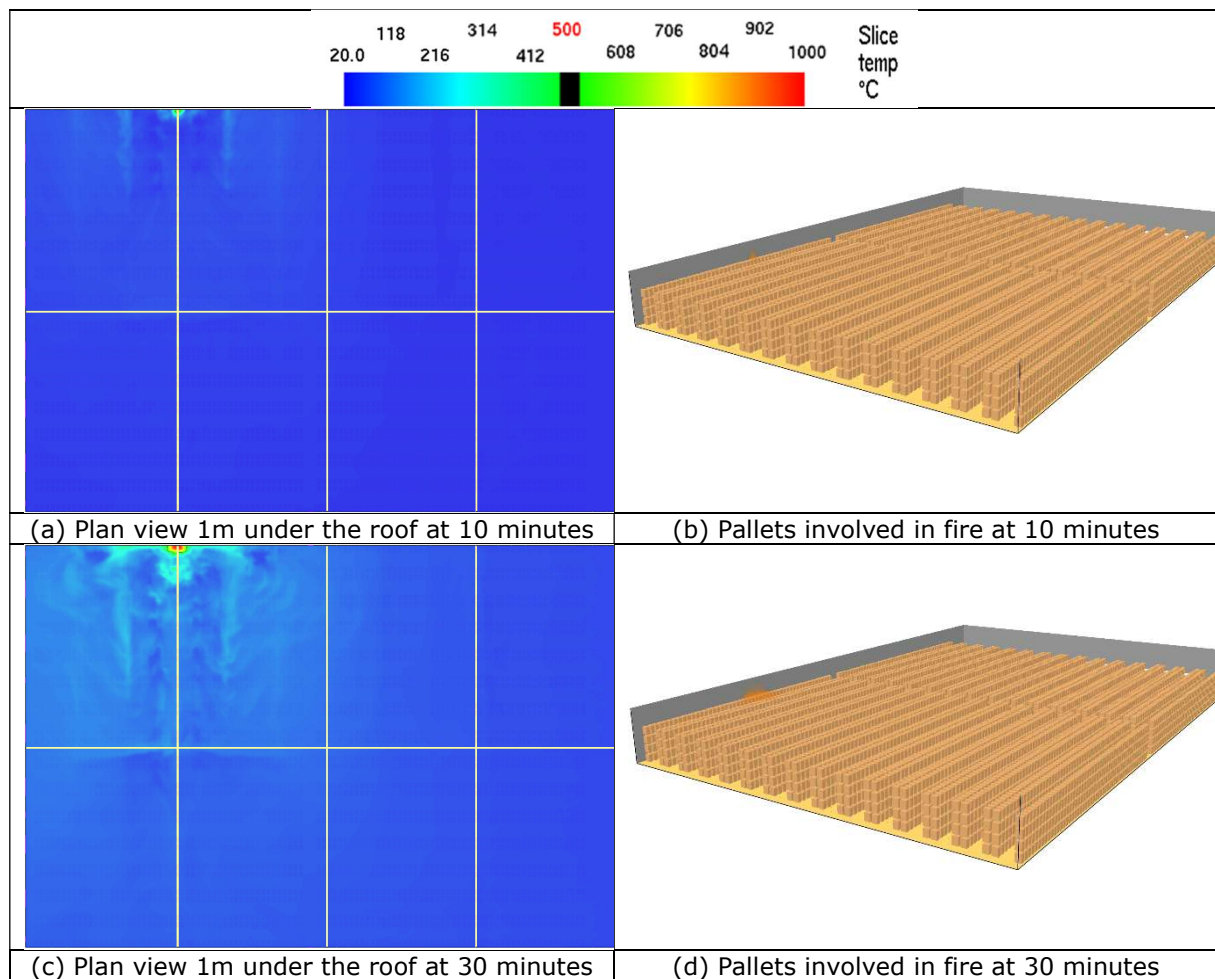 118 314 500 706 902
20.0 216 412 608 804 1000
Slice
temp
°C
(a) Plan view 1m under the roof at 10 minutes
(b) Pallets involved in fire at 10 minutes
(c) Plan view 1m under the roof at 30 minutes
(d) Pallets involved in fire at 30 minutes